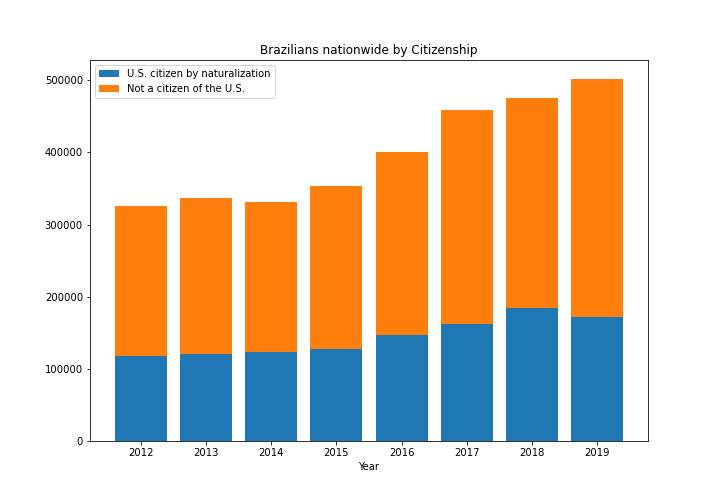 Brazilians nationwide by Citizenship
U.S. citizen by naturalization
Not a citizen of the U.S.
500000
400000
300000
200000
100000
0
2012 2013 2014 2015 2016 2017 2018 2019
Year